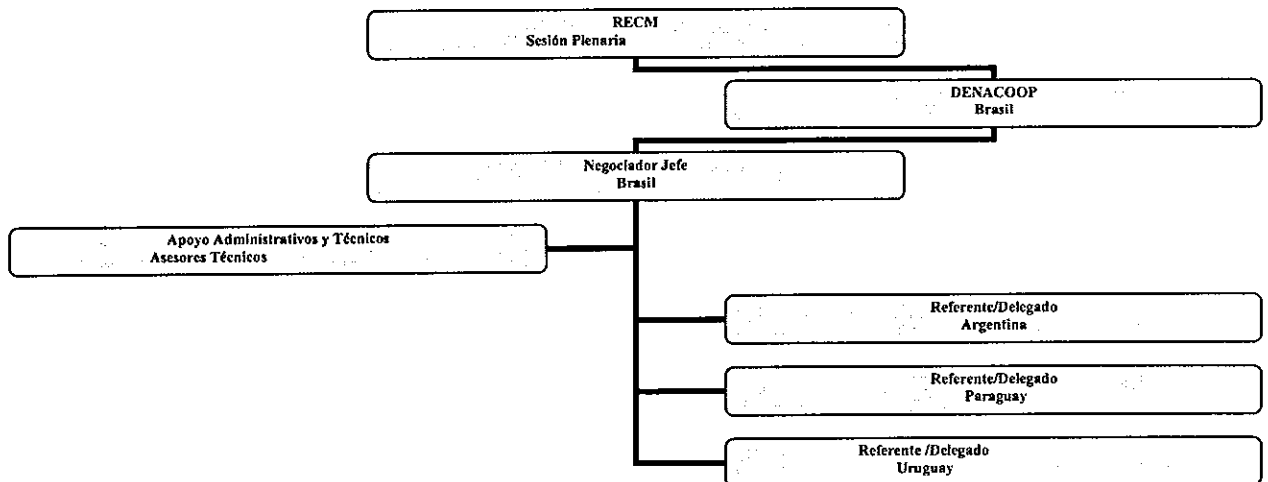 RECM
Sesión Plenaria
DENACOOP
Brasil
Negociador Jefe
Brasil
Apoyo Administrativos y Técnicos
Asesores Técnicos
Referente/Delegado
Argentina
Referente/Delegado
Paraguay
Referente /Delegado
Uruguay